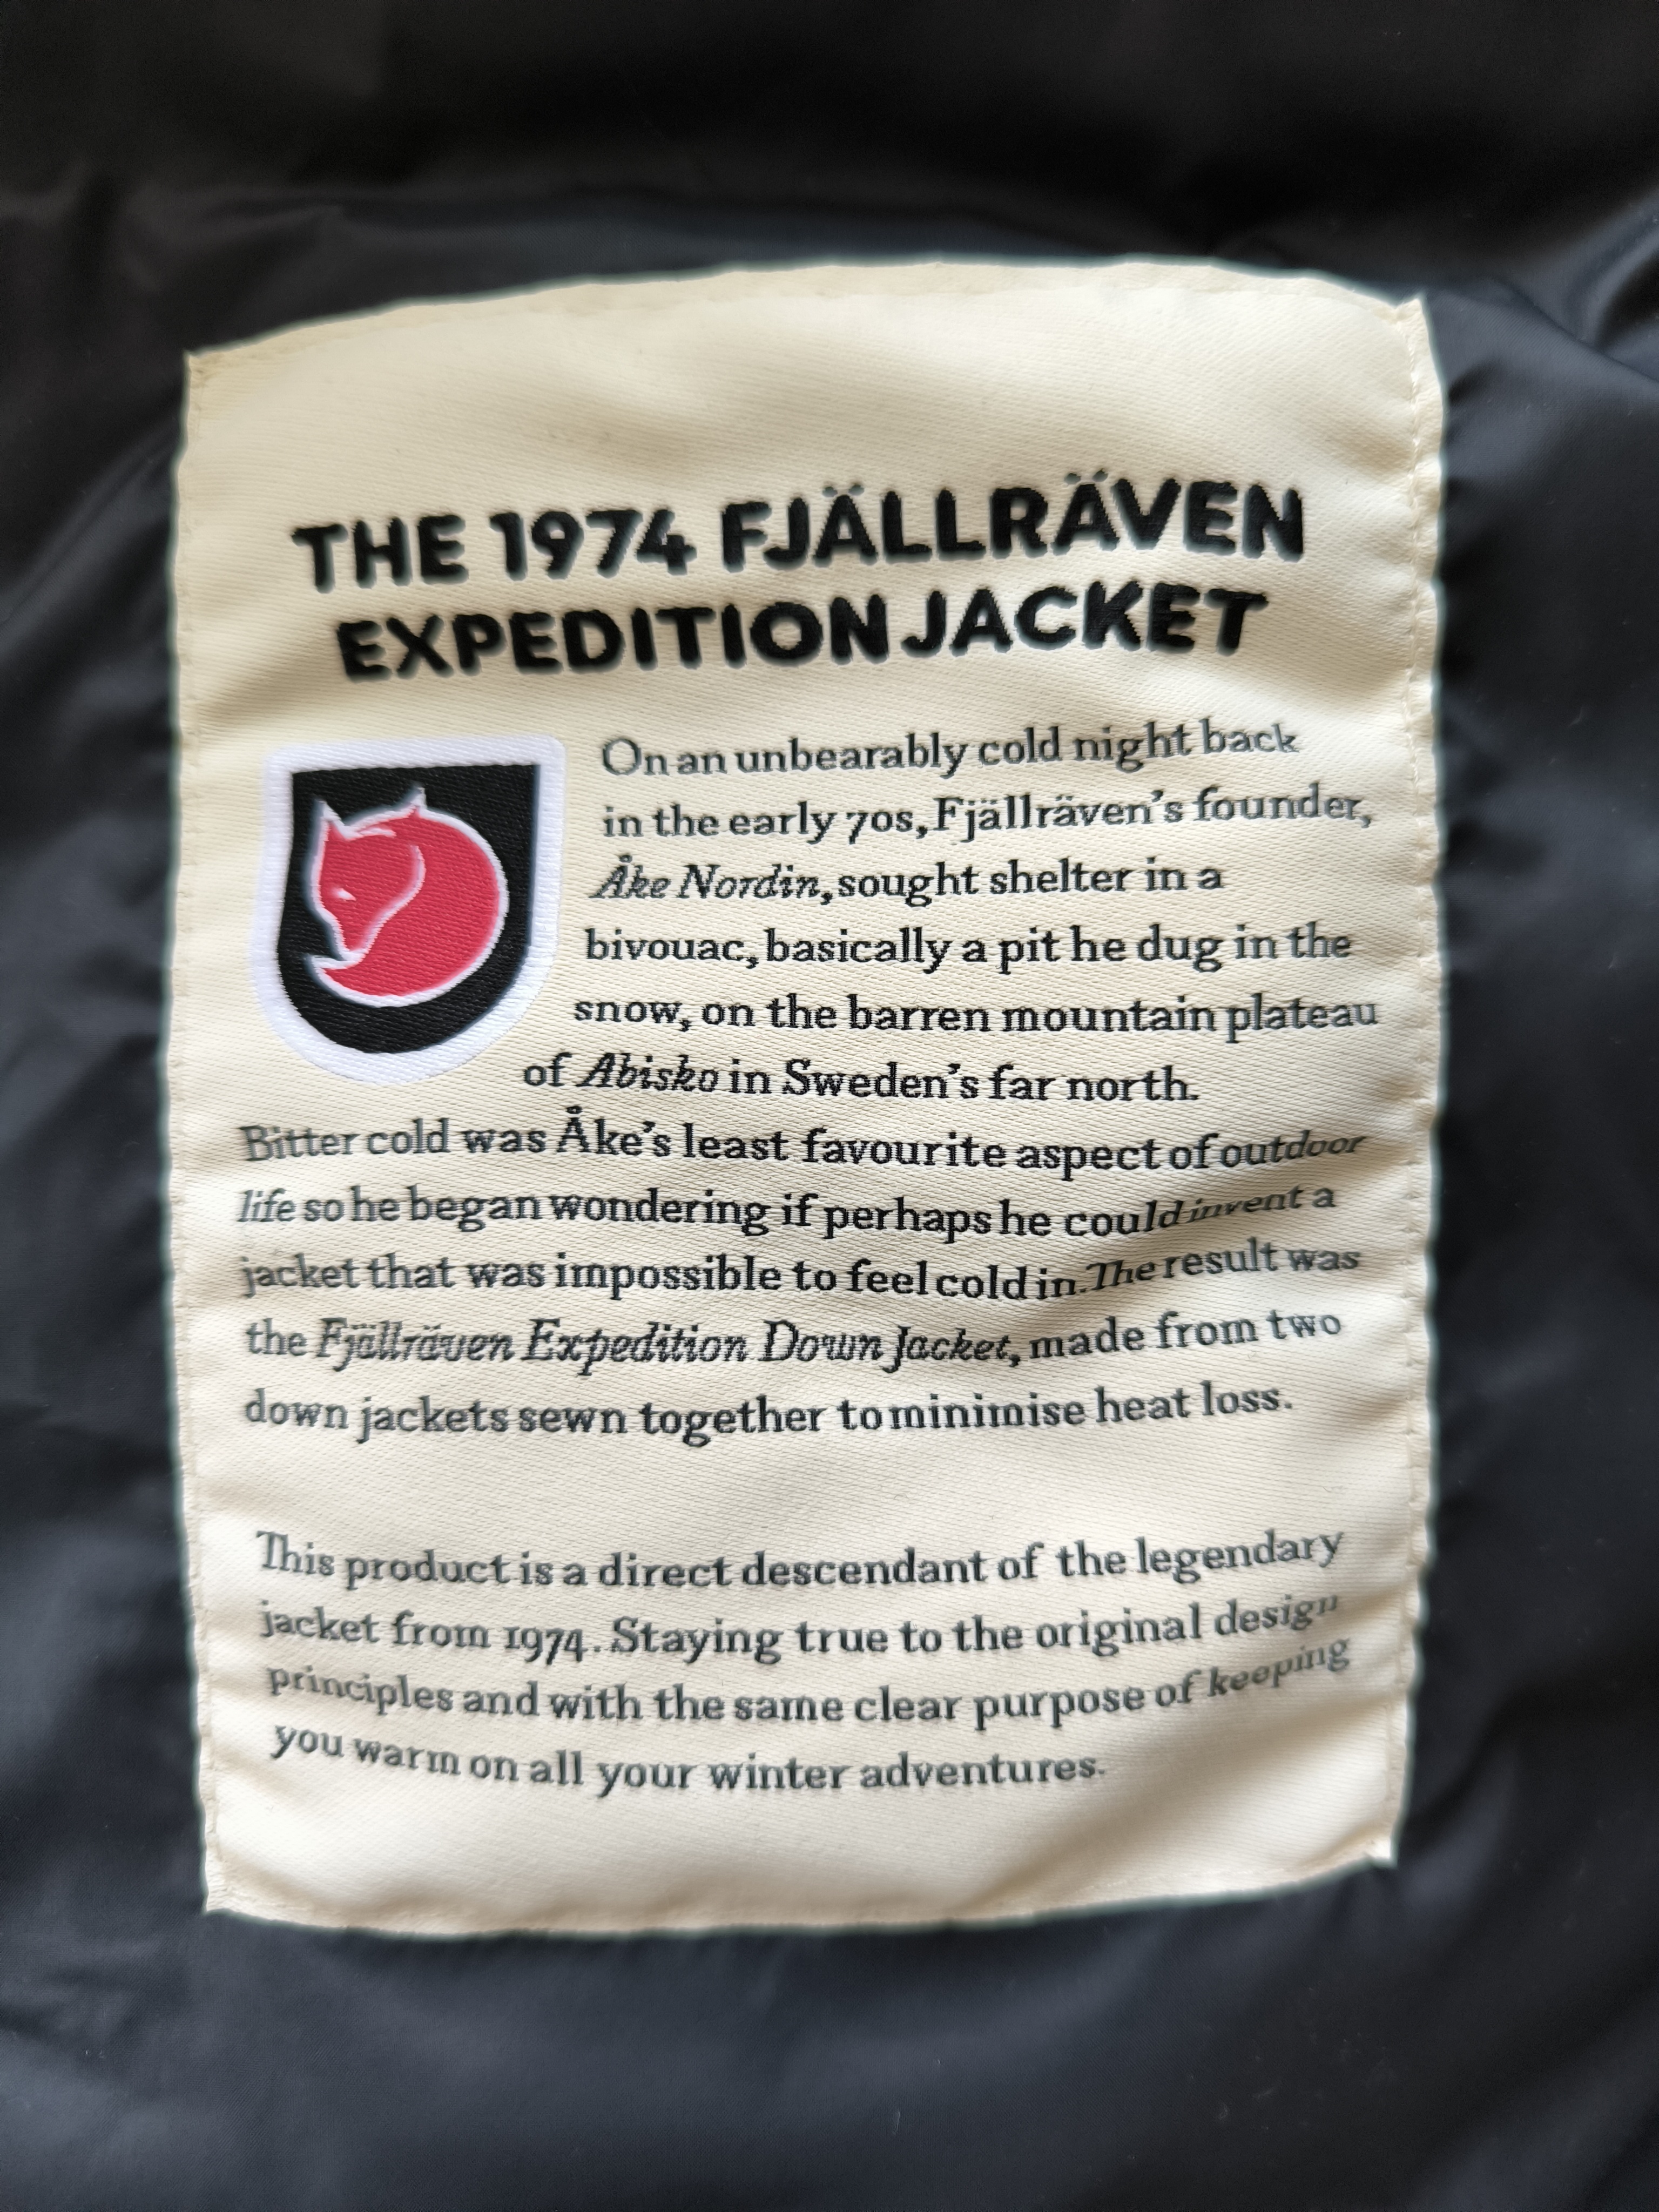 THE 1974 FJÄLLRÄVEN
EXPEDITION JACKET
On an unbearably cold night back
in the early 70s, Fjällräven's founder,
Åke Nordin, sought shelter in a
bivouac, basically a pit he dug in the
snow, on the barren mountain plateau
of Abisko in Sweden's far north.
Bitter cold was Åke's least favourite aspect of outdoor
life so he began wondering if perhaps he could invent a
jacket that was impossible to feel cold in. The result was
the Fjällräven Expedition Down Jacket, made from two
down jackets sewn together to minimise heat loss.
This product is a direct descendant of the legendary
jacket from 1974. Staying true to the original design
principles and with the same clear purpose of keeping
you warm on all your winter adventures.